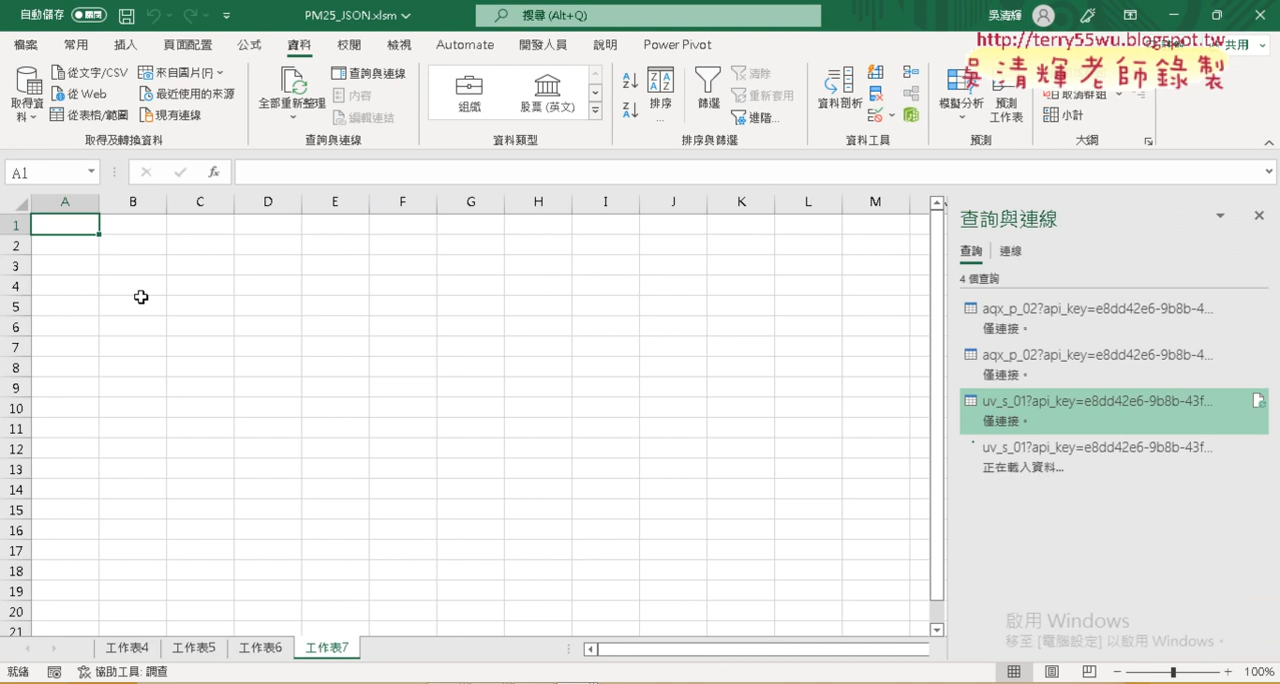 自動儲存
PM25_JSON.xlsm
搜尋 (Alt+Q)
吳清輝
http://terry55wu.blogspot.tw
吳清輝老師錄製
檔案 常用 插入 頁面配置 公式 資料 校閱 檢視 Automate 開發人員 說明 Power Pivot
共用
取得資料
從文字/CSV
從 Web
從表格/範圍
來自圖片(F)
最近使用的來源
現有連線
取得及轉換資料
全部重新整理
查詢與連線
內容
編輯連結
查詢與連線
組織
股票 (英文)
資料類型
排序
...
篩選
清除
重新套用
進階...
排序與篩選
資料剖析
...
資料工具
模擬分析
預測
工作表
預測
取消群組
小計
大綱
A1
fx
A B C D E F G H I J K L M
1
2
3
4
5
6
7
8
9
10
11
12
13
14
15
16
17
18
19
20
21
查詢與連線
查詢 連線
4 個查詢
aqx_p_02?api_key=e8dd42e6-9b8b-4...
僅連接。
aqx_p_02?api_key=e8dd42e6-9b8b-4...
僅連接。
uv_s_01?api_key=e8dd42e6-9b8b-43f...
僅連接。
uv_s_01?api_key=e8dd42e6-9b8b-43f...
正在載入資料...
啟用 Windows
移至 [電腦設定] 以啟用 Windows。
工作表4 工作表5 工作表6 工作表7
就緒
協助工具: 調查
100%